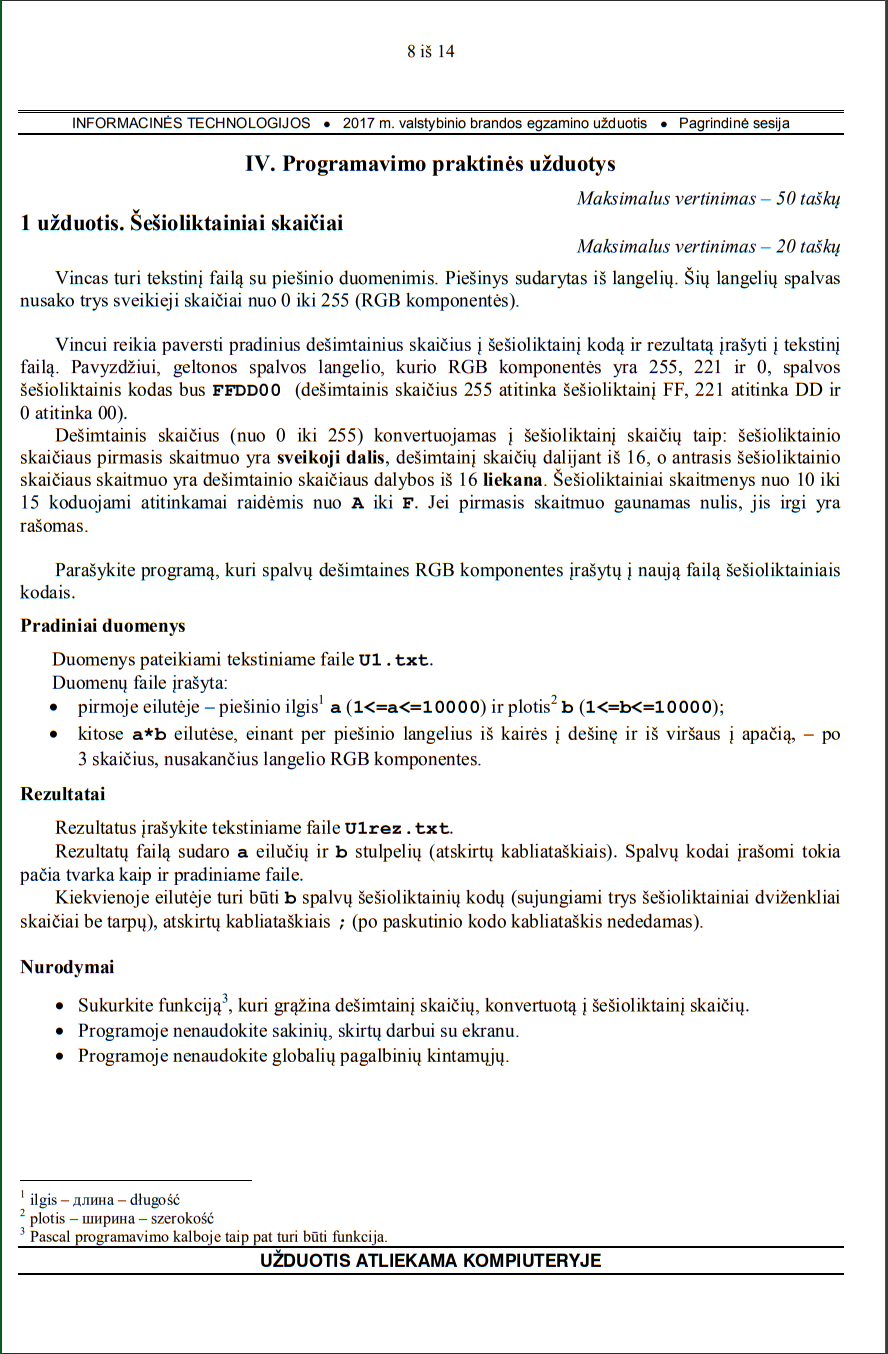 8 iš 14
INFORMACINĖS TECHNOLOGIJOS ● 2017 m. valstybinio brandos egzamino užduotis ● Pagrindinė sesija
IV. Programavimo praktinės užduotys
Maksimalus vertinimas – 50 taškų
1 užduotis. Šešioliktainiai skaičiai
Maksimalus vertinimas – 20 taškų
Vincas turi tekstinį failą su piešinio duomenimis. Piešinys sudarytas iš langelių. Šių langelių spalvas
nusako trys sveikieji skaičiai nuo 0 iki 255 (RGB komponentės).
Vincui reikia paversti pradinius dešimtainius skaičius į šešioliktainį kodą ir rezultatą įrašyti į tekstinį
failą. Pavyzdžiui, geltonos spalvos langelio, kurio RGB komponentės yra 255, 221 ir 0, spalvos
šešioliktainis kodas bus FFDD00 (dešimtainis skaičius 255 atitinka šešioliktainį FF, 221 atitinka DD ir
0 atitinka 00).
Dešimtainis skaičius (nuo 0 iki 255) konvertuojamas į šešioliktainį skaičių taip: šešioliktainio
skaičiaus pirmasis skaitmuo yra sveikoji dalis, dešimtainį skaičių dalijant iš 16, o antrasis šešioliktainio
skaičiaus skaitmuo yra dešimtainio skaičiaus dalybos iš 16 liekana. Šešioliktainiai skaitmenys nuo 10 iki
15 koduojami atitinkamai raidėmis nuo A iki F. Jei pirmasis skaitmuo gaunamas nulis, jis irgi yra
rašomas.
Parašykite programą, kuri spalvų dešimtaines RGB komponentes įrašytų į naują failą šešioliktainiais
kodais.
Pradiniai duomenys
Duomenys pateikiami tekstiniame faile U1.txt.
Duomenų faile įrašyta:
● pirmoje eilutėje – piešinio ilgis¹ a (1<=a<=10000) ir plotis² b (1<=b<=10000);
● kitose a*b eilutėse, einant per piešinio langelius iš kairės į dešinę ir iš viršaus į apačią, – po
3 skaičius, nusakančius langelio RGB komponentes.
Rezultatai
Rezultatus įrašykite tekstiniame faile U1rez.txt.
Rezultatų failą sudaro a eilučių ir b stulpelių (atskirtų kabliataškiais). Spalvų kodai įrašomi tokia
pačia tvarka kaip ir pradiniame faile.
Kiekvienoje eilutėje turi būti b spalvų šešioliktainių kodų (sujungiami trys šešioliktainiai dviženkliai
skaičiai be tarpų), atskirtų kabliataškiais ; (po paskutinio kodo kabliataškis nededamas).
Nurodymai
● Sukurkite funkciją³, kuri grąžina dešimtainį skaičių, konvertuotą į šešioliktainį skaičių.
● Programoje nenaudokite sakinių, skirtų darbui su ekranu.
● Programoje nenaudokite globalių pagalbinių kintamųjų.
¹ ilgis – длина – długość
² plotis – ширина – szerokość
³ Pascal programavimo kalboje taip pat turi būti funkcija.
UŽDUOTIS ATLIEKAMA KOMPIUTERYJE